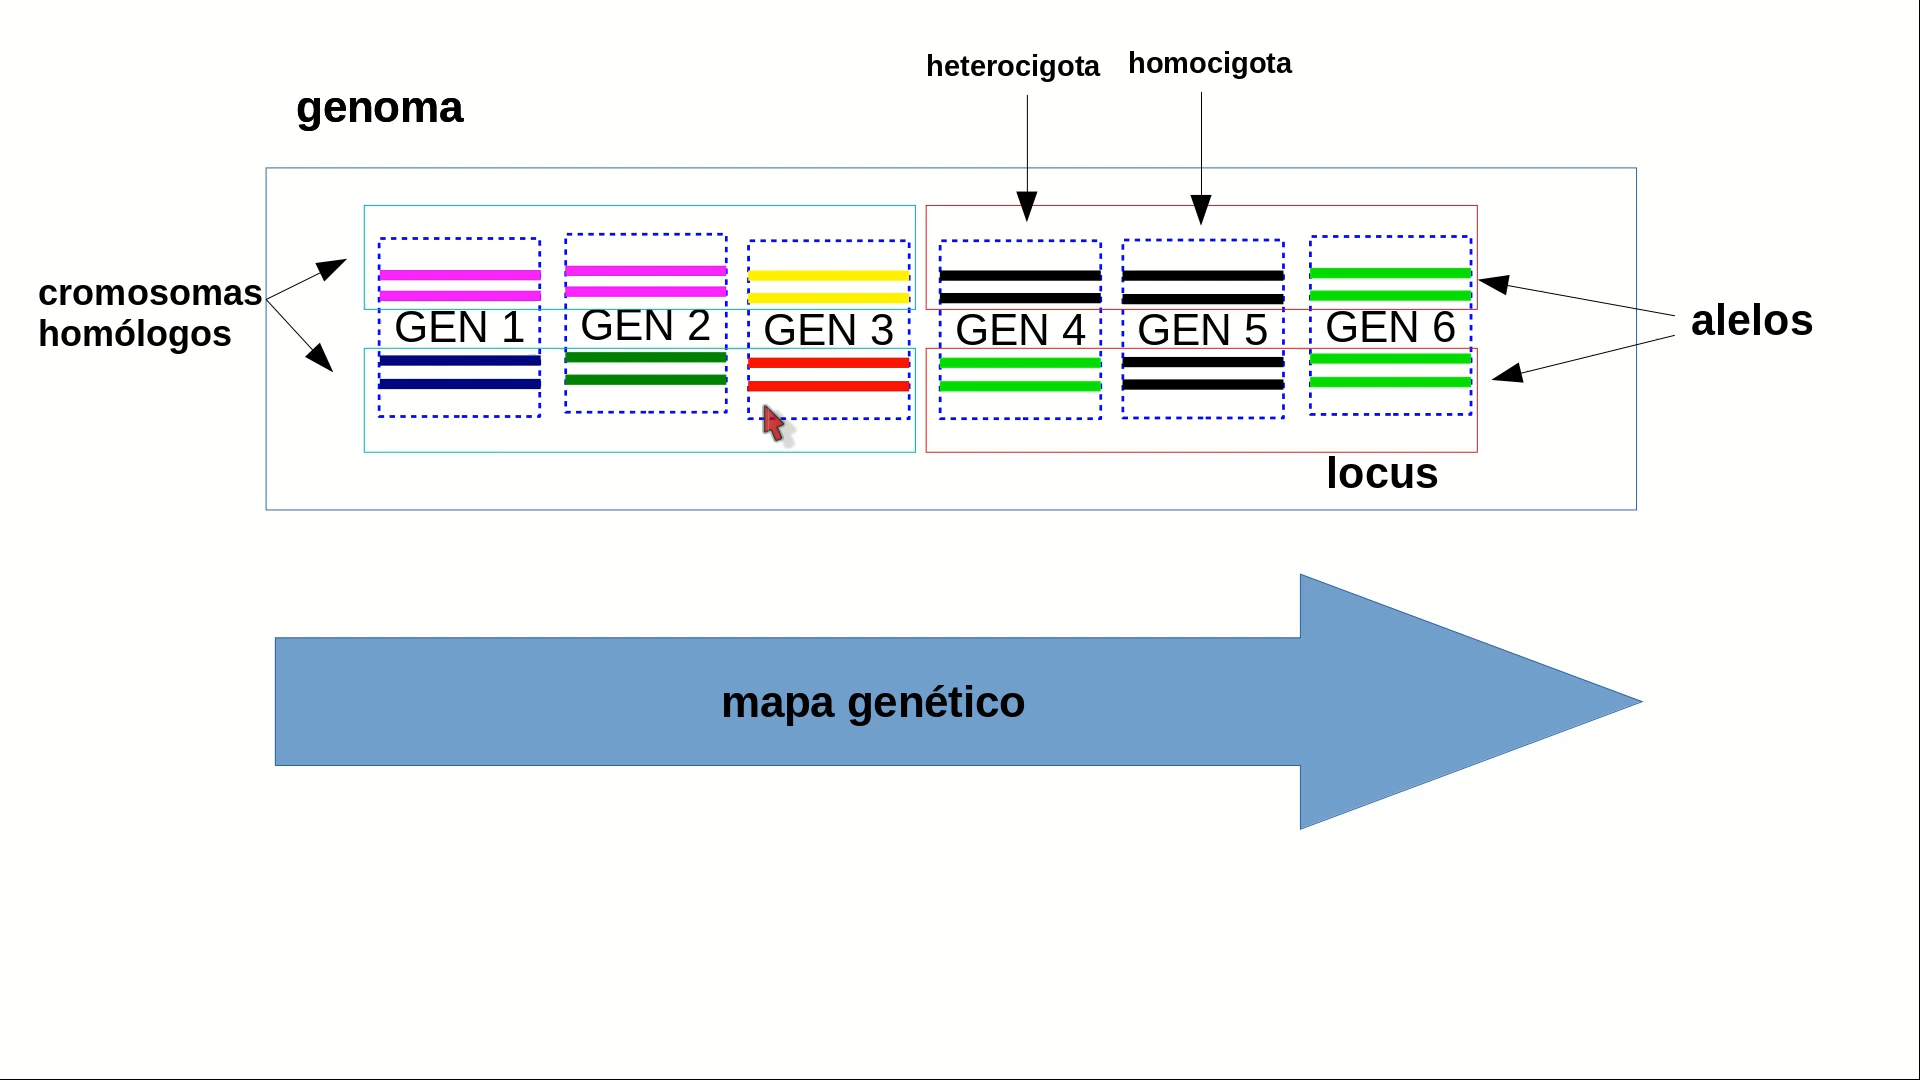 heterocigota
homocigota
genoma
cromosomas
homólogos
GEN 1
GEN 2
GEN 3
GEN 4
GEN 5
GEN 6
alelos
locus
mapa genético